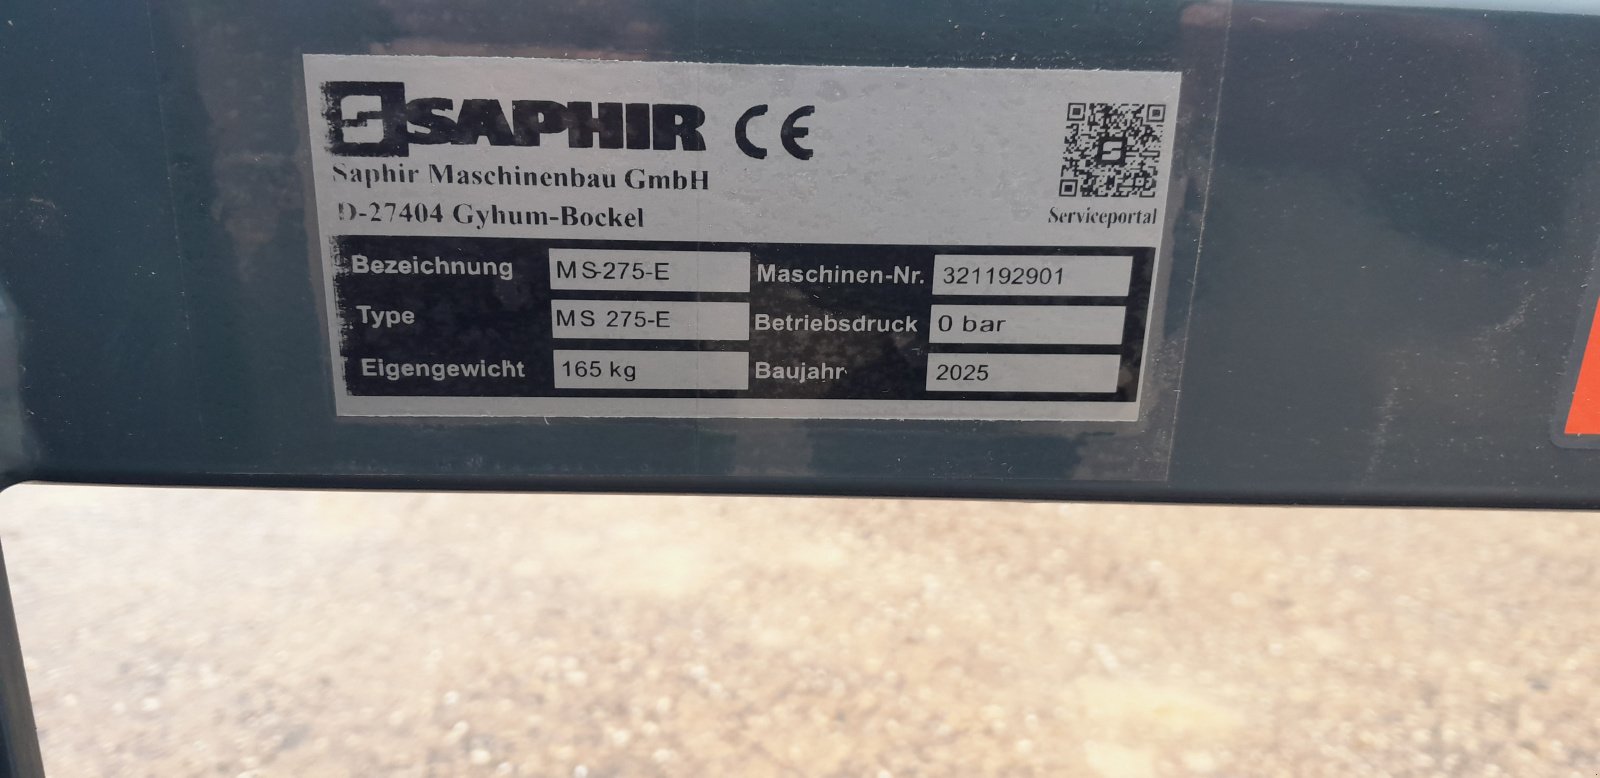 SAPHIR CE
Saphir Maschinenbau GmbH
D-27404 Gyhum-Bockel
Serviceportal
Bezeichnung MS-275-E Maschinen-Nr. 321192901
Type MS 275-E Betriebsdruck 0 bar
Eigengewicht 165 kg Baujahr 2025